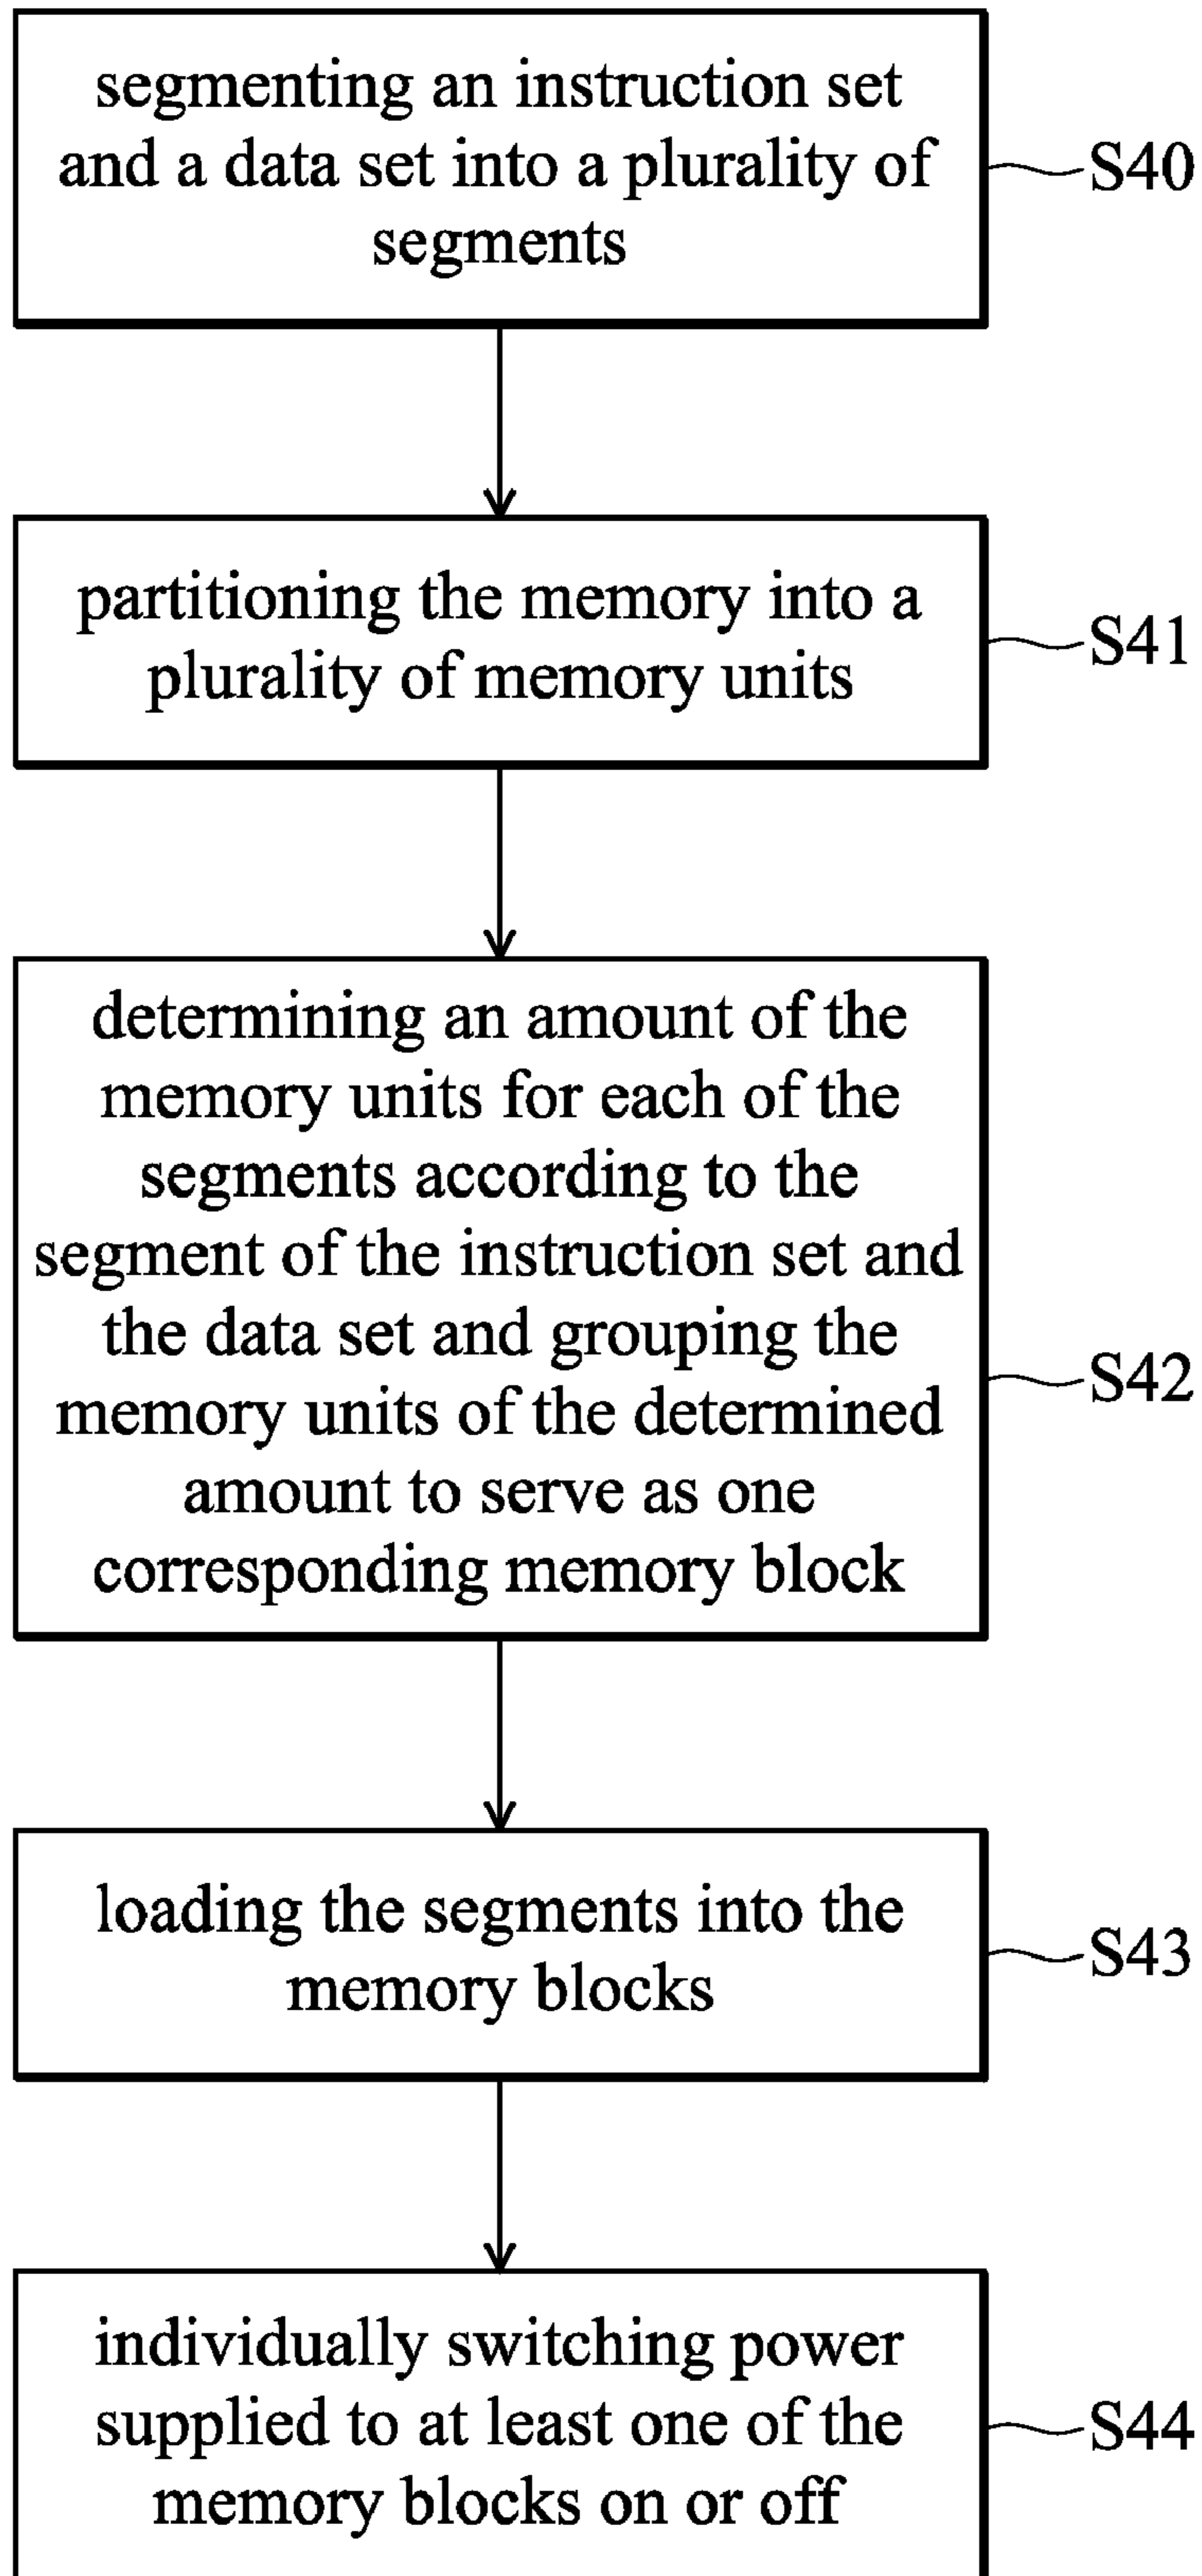 segmenting an instruction set
and a data set into a plurality of
segments
S40
partitioning the memory into a
plurality of memory units
S41
determining an amount of the
memory units for each of the
segments according to the
segment of the instruction set and
the data set and grouping the
memory units of the determined
amount to serve as one
corresponding memory block
S42
loading the segments into the
memory blocks
S43
individually switching power
supplied to at least one of the
memory blocks on or off
S44